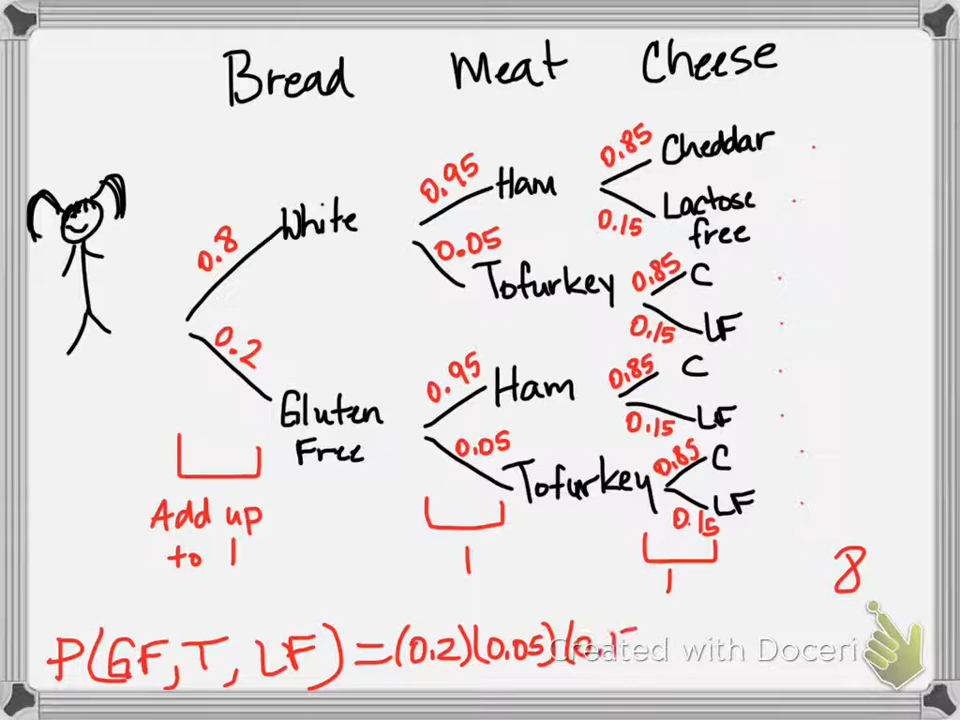 Bread Meat Cheese
0.8 White
0.95 Ham
0.85 Cheddar
0.15 Lactose free
0.05 Tofurkey
0.85 C
0.15 LF
0.2 Gluten Free
0.95 Ham
0.85 C
0.15 LF
0.05 Tofurkey
0.85 C
0.15 LF
Add up
to 1
1
1
8
P(GF, T, LF) = (0.2)(0.05)(0.15
Created with Doceri